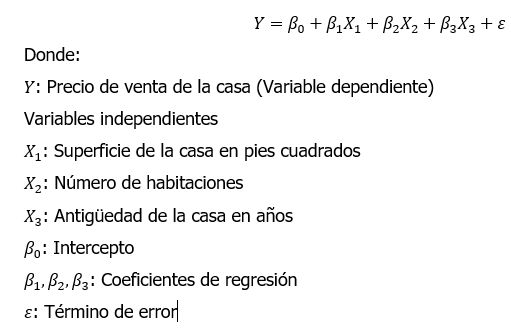 Y = β₀ + β₁X₁ + β₂X₂ + β₃X₃ + ε
Donde:
Y: Precio de venta de la casa (Variable dependiente)
Variables independientes
X₁: Superficie de la casa en pies cuadrados
X₂: Número de habitaciones
X₃: Antigüedad de la casa en años
β₀: Intercepto
β₁, β₂, β₃: Coeficientes de regresión
ε: Término de error